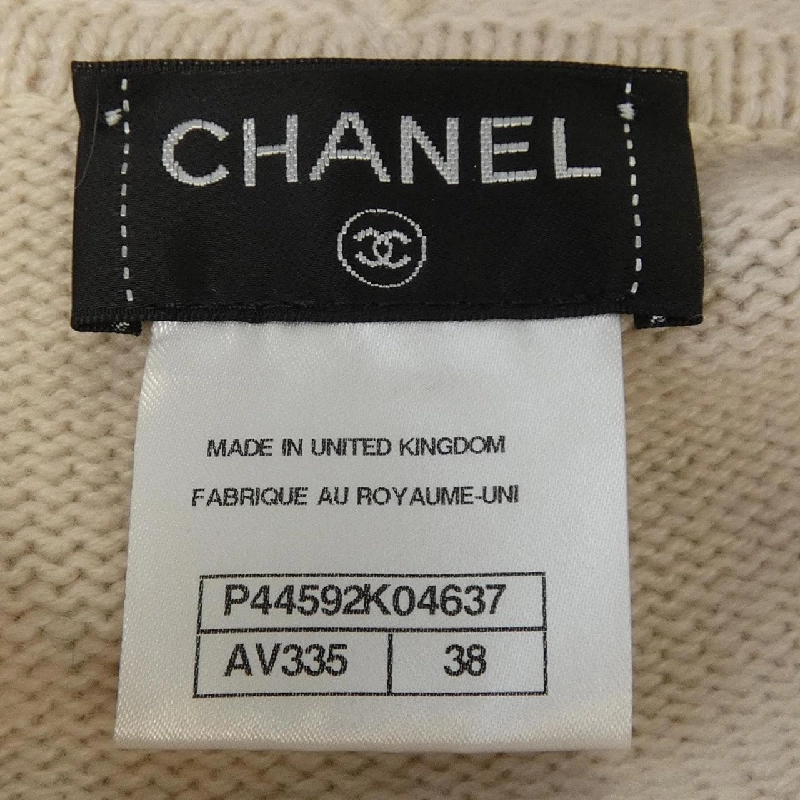 CHANEL
MADE IN UNITED KINGDOM
FABRIQUE AU ROYAUME-UNI
P44592K04637
AV335 38